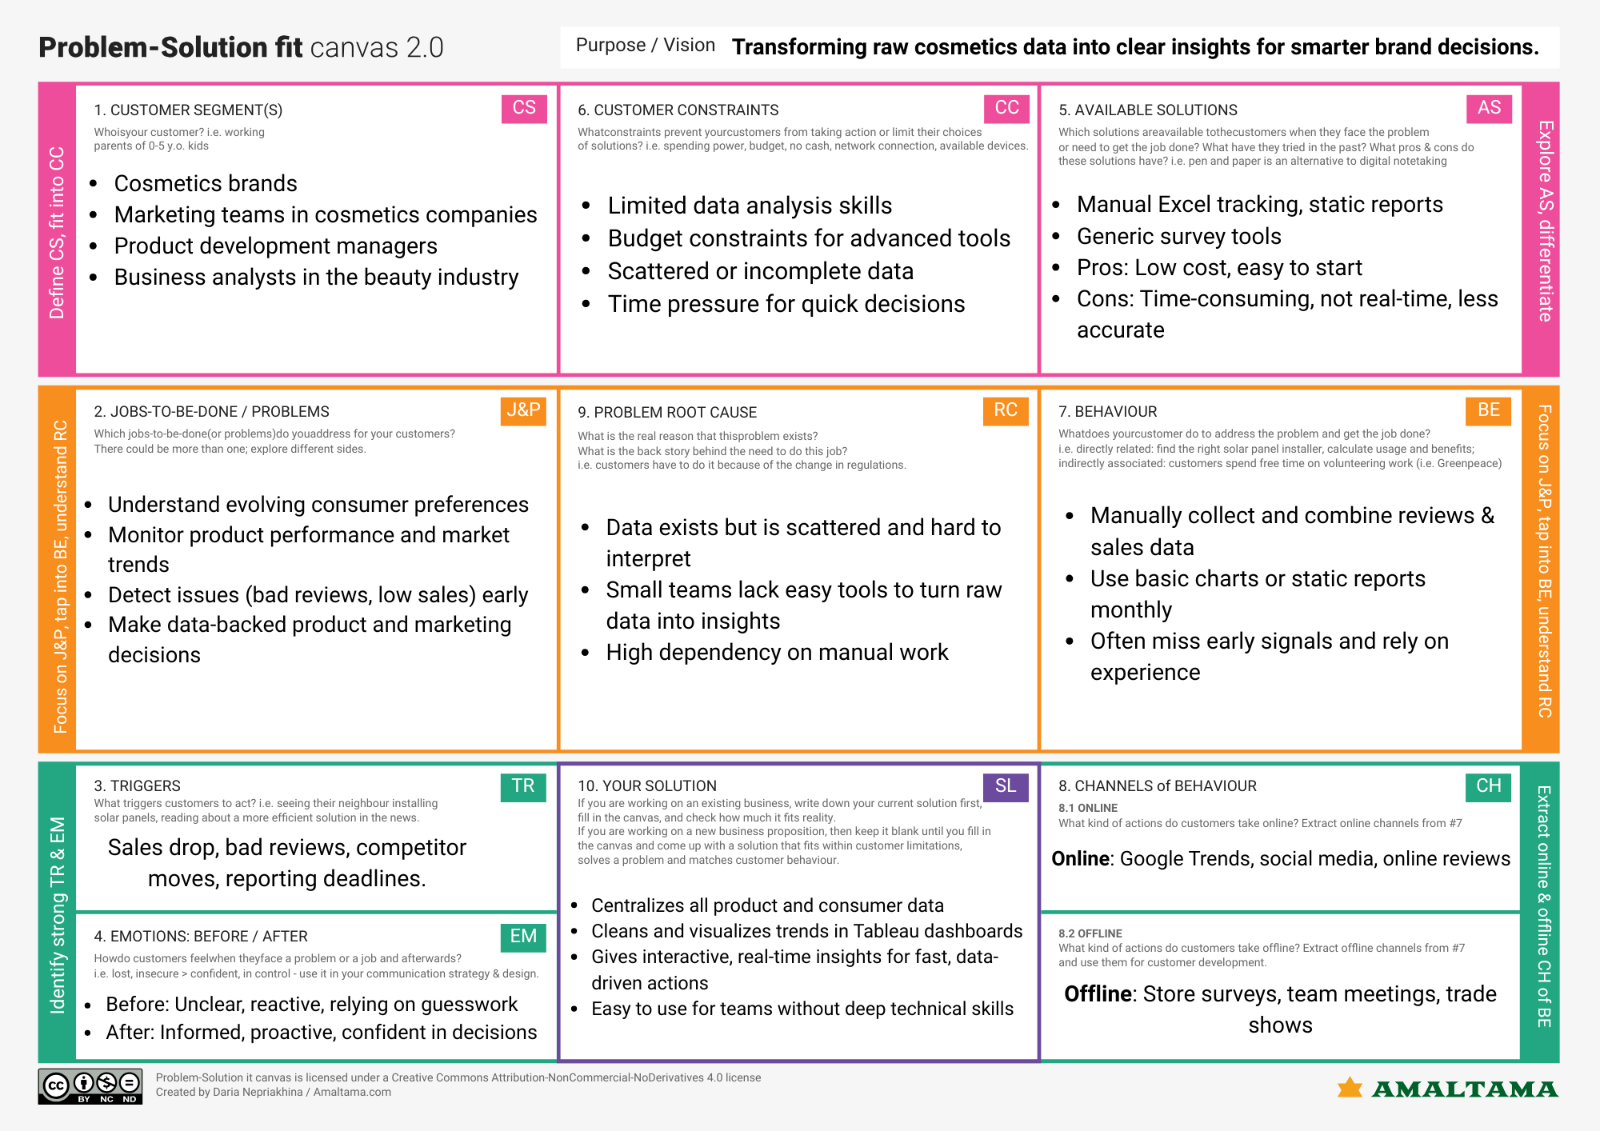 Problem-Solution fit canvas 2.0
Purpose / Vision Transforming raw cosmetics data into clear insights for smarter brand decisions.
Define CS, fit into CC
1. CUSTOMER SEGMENT(S)
CS
Whoisyour customer? i.e. working
parents of 0-5 y.o. kids
• Cosmetics brands
• Marketing teams in cosmetics companies
• Product development managers
• Business analysts in the beauty industry
6. CUSTOMER CONSTRAINTS
CC
Whatconstraints prevent yourcustomers from taking action or limit their choices
of solutions? i.e. spending power, budget, no cash, network connection, available devices.
• Limited data analysis skills
• Budget constraints for advanced tools
• Scattered or incomplete data
• Time pressure for quick decisions
5. AVAILABLE SOLUTIONS
AS
Which solutions areavailable tothecustomers when they face the problem
or need to get the job done? What have they tried in the past? What pros & cons do
these solutions have? i.e. pen and paper is an alternative to digital notetaking
• Manual Excel tracking, static reports
• Generic survey tools
• Pros: Low cost, easy to start
• Cons: Time-consuming, not real-time, less
accurate
Explore AS, differentiate
Focus on J&P, tap into BE, understand RC
2. JOBS-TO-BE-DONE / PROBLEMS
J&P
Which jobs-to-be-done(or problems)do youaddress for your customers?
There could be more than one; explore different sides.
• Understand evolving consumer preferences
• Monitor product performance and market
trends
• Detect issues (bad reviews, low sales) early
• Make data-backed product and marketing
decisions
9. PROBLEM ROOT CAUSE
RC
What is the real reason that thisproblem exists?
What is the back story behind the need to do this job?
i.e. customers have to do it because of the change in regulations.
• Data exists but is scattered and hard to
interpret
• Small teams lack easy tools to turn raw
data into insights
• High dependency on manual work
7. BEHAVIOUR
BE
Whatdoes yourcustomer do to address the problem and get the job done?
i.e. directly related: find the right solar panel installer, calculate usage and benefits;
indirectly associated: customers spend free time on volunteering work (i.e. Greenpeace)
• Manually collect and combine reviews &
sales data
• Use basic charts or static reports
monthly
• Often miss early signals and rely on
experience
Focus on J&P, tap into BE, understand RC
Identify strong TR & EM
3. TRIGGERS
TR
What triggers customers to act? i.e. seeing their neighbour installing
solar panels, reading about a more efficient solution in the news.
Sales drop, bad reviews, competitor
moves, reporting deadlines.
4. EMOTIONS: BEFORE / AFTER
EM
Howdo customers feelwhen theyface a problem or a job and afterwards?
i.e. lost, insecure > confident, in control - use it in your communication strategy & design.
• Before: Unclear, reactive, relying on guesswork
• After: Informed, proactive, confident in decisions
10. YOUR SOLUTION
SL
If you are working on an existing business, write down your current solution first,
fill in the canvas, and check how much it fits reality.
If you are working on a new business proposition, then keep it blank until you fill in
the canvas and come up with a solution that fits within customer limitations,
solves a problem and matches customer behaviour.
• Centralizes all product and consumer data
• Cleans and visualizes trends in Tableau dashboards
• Gives interactive, real-time insights for fast, data-
driven actions
• Easy to use for teams without deep technical skills
8. CHANNELS of BEHAVIOUR
CH
8.1 ONLINE
What kind of actions do customers take online? Extract online channels from #7
Online: Google Trends, social media, online reviews
8.2 OFFLINE
What kind of actions do customers take offline? Extract offline channels from #7
and use them for customer development.
Offline: Store surveys, team meetings, trade
shows
Extract online & offline CH of BE
cc BY NC ND
Problem-Solution it canvas is licensed under a Creative Commons Attribution-NonCommercial-NoDerivatives 4.0 license
Created by Daria Nepriakhina / Amaltama.com
AMALTAMA